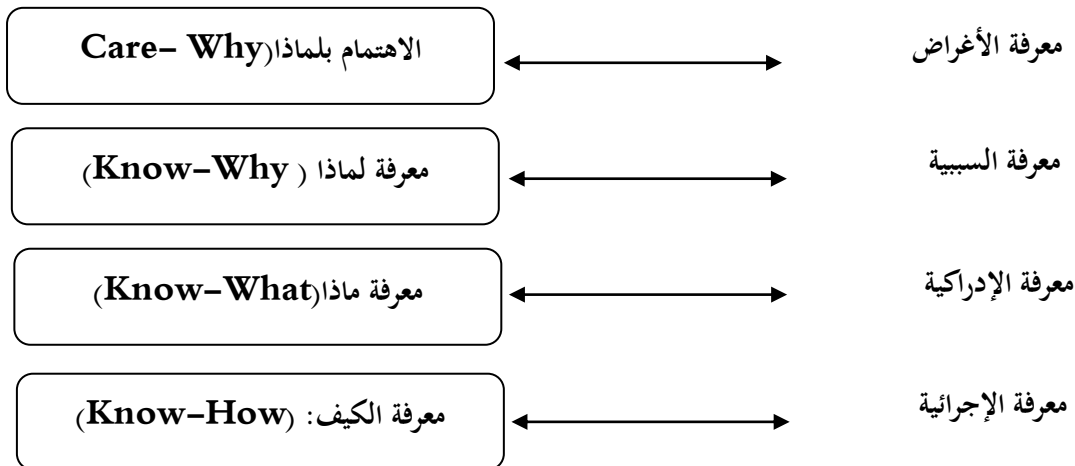 معرفة الأغراض
الاهتمام بلماذا(Care– Why)
معرفة السببية
معرفة لماذا ( Know–Why)
معرفة الإدراكية
معرفة ماذا(Know–What)
معرفة الإجرائية
معرفة الكيف: (Know–How)